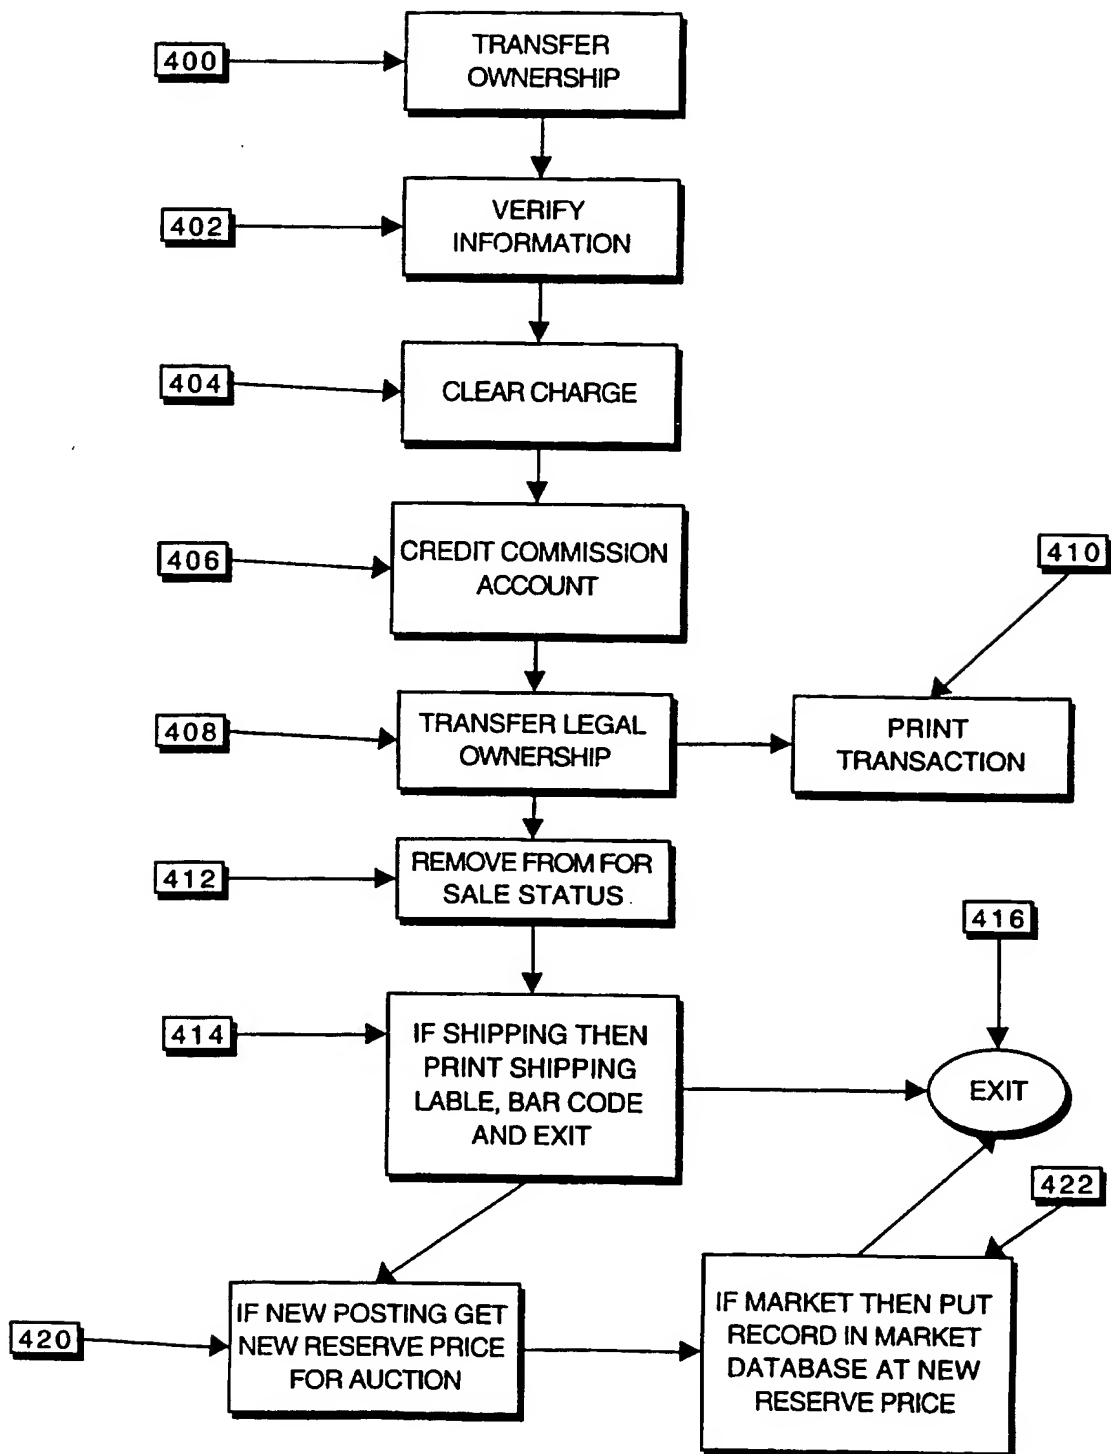 400
TRANSFER
OWNERSHIP
402
VERIFY
INFORMATION
404
CLEAR CHARGE
406
CREDIT COMMISSION
ACCOUNT
410
408
TRANSFER LEGAL
OWNERSHIP
PRINT
TRANSACTION
412
REMOVE FROM FOR
SALE STATUS
416
414
IF SHIPPING THEN
PRINT SHIPPING
LABLE, BAR CODE
AND EXIT
EXIT
422
420
IF NEW POSTING GET
NEW RESERVE PRICE
FOR AUCTION
IF MARKET THEN PUT
RECORD IN MARKET
DATABASE AT NEW
RESERVE PRICE